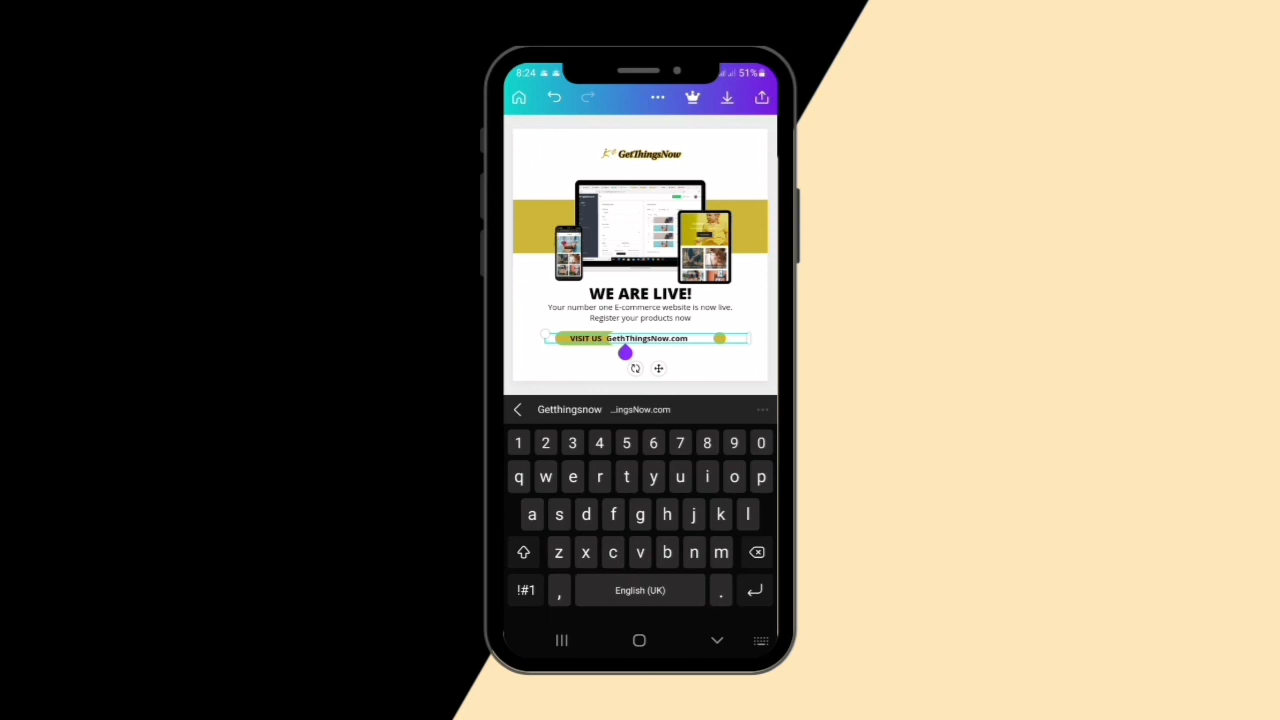 8:24 51%
GetThingsNow
WE ARE LIVE!
Your number one E-commerce website is now live.
Register your products now
VISIT US GethThingsNow.com
Getthingsnow ...ingsNow.com
1 2 3 4 5 6 7 8 9 0
q w e r t y u i o p
a s d f g h j k l
z x c v b n m
!#1 , English (UK) .